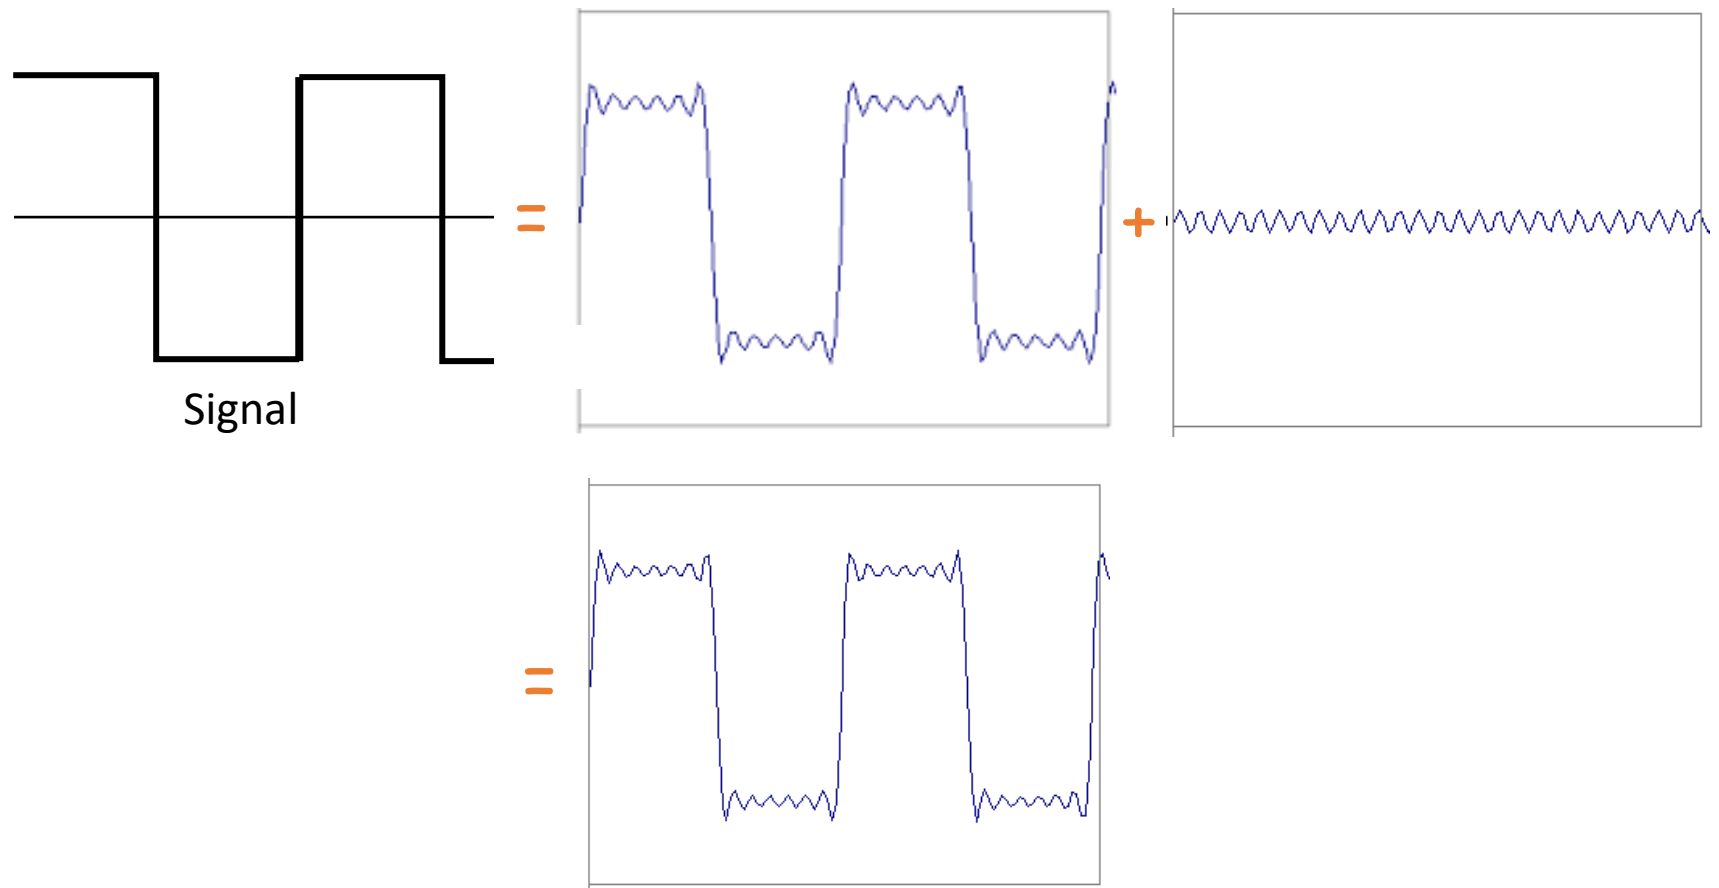 =
+
Signal
=